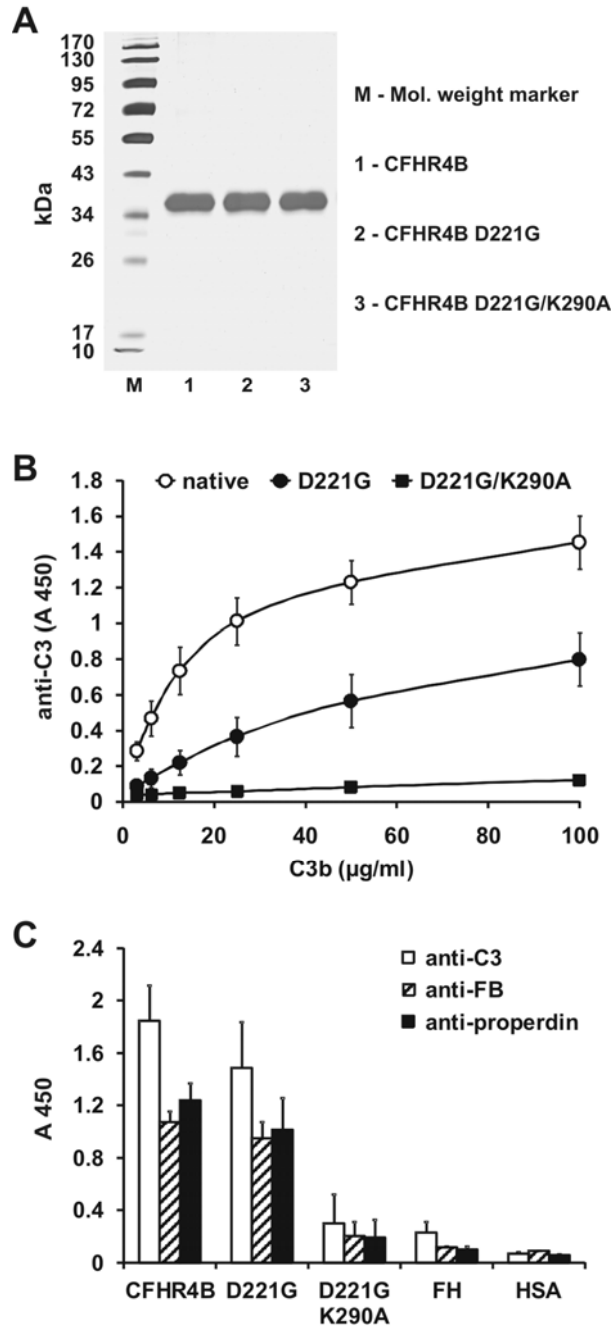 A
170
130
95
72
55
43
34
26
17
10
kDa
M 1 2 3
M - Mol. weight marker
1 - CFHR4B
2 - CFHR4B D221G
3 - CFHR4B D221G/K290A
B
native D221G D221G/K290A
1.8
1.6
1.4
1.2
1
0.8
0.6
0.4
0.2
0
anti-C3 (A 450)
0 20 40 60 80 100
C3b (µg/ml)
C
2.4
2
1.6
1.2
0.8
0.4
0
A 450
anti-C3
anti-FB
anti-properdin
CFHR4B D221G D221G FH HSA
K290A